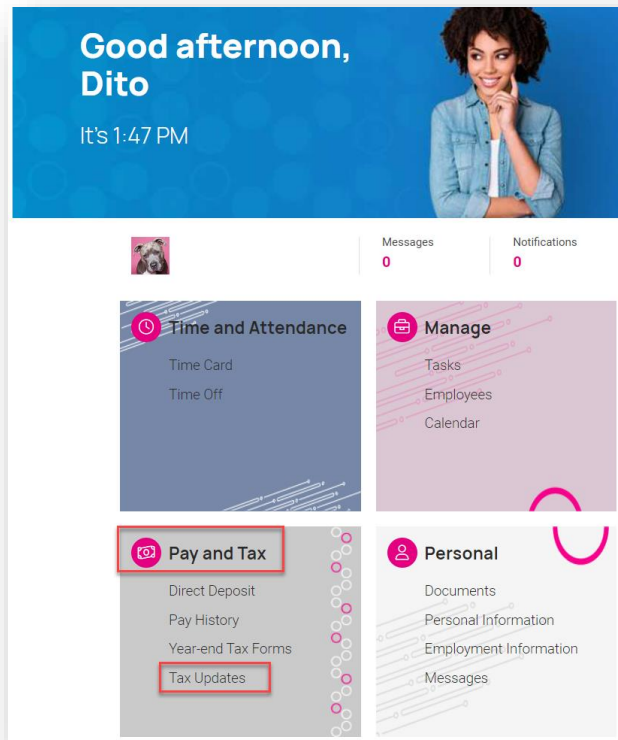 Good afternoon,
Dito
It's 1:47 PM
Messages
0
Notifications
0
Time and Attendance
Time Card
Time Off
Manage
Tasks
Employees
Calendar
Pay and Tax
Direct Deposit
Pay History
Year-end Tax Forms
Tax Updates
Personal
Documents
Personal Information
Employment Information
Messages